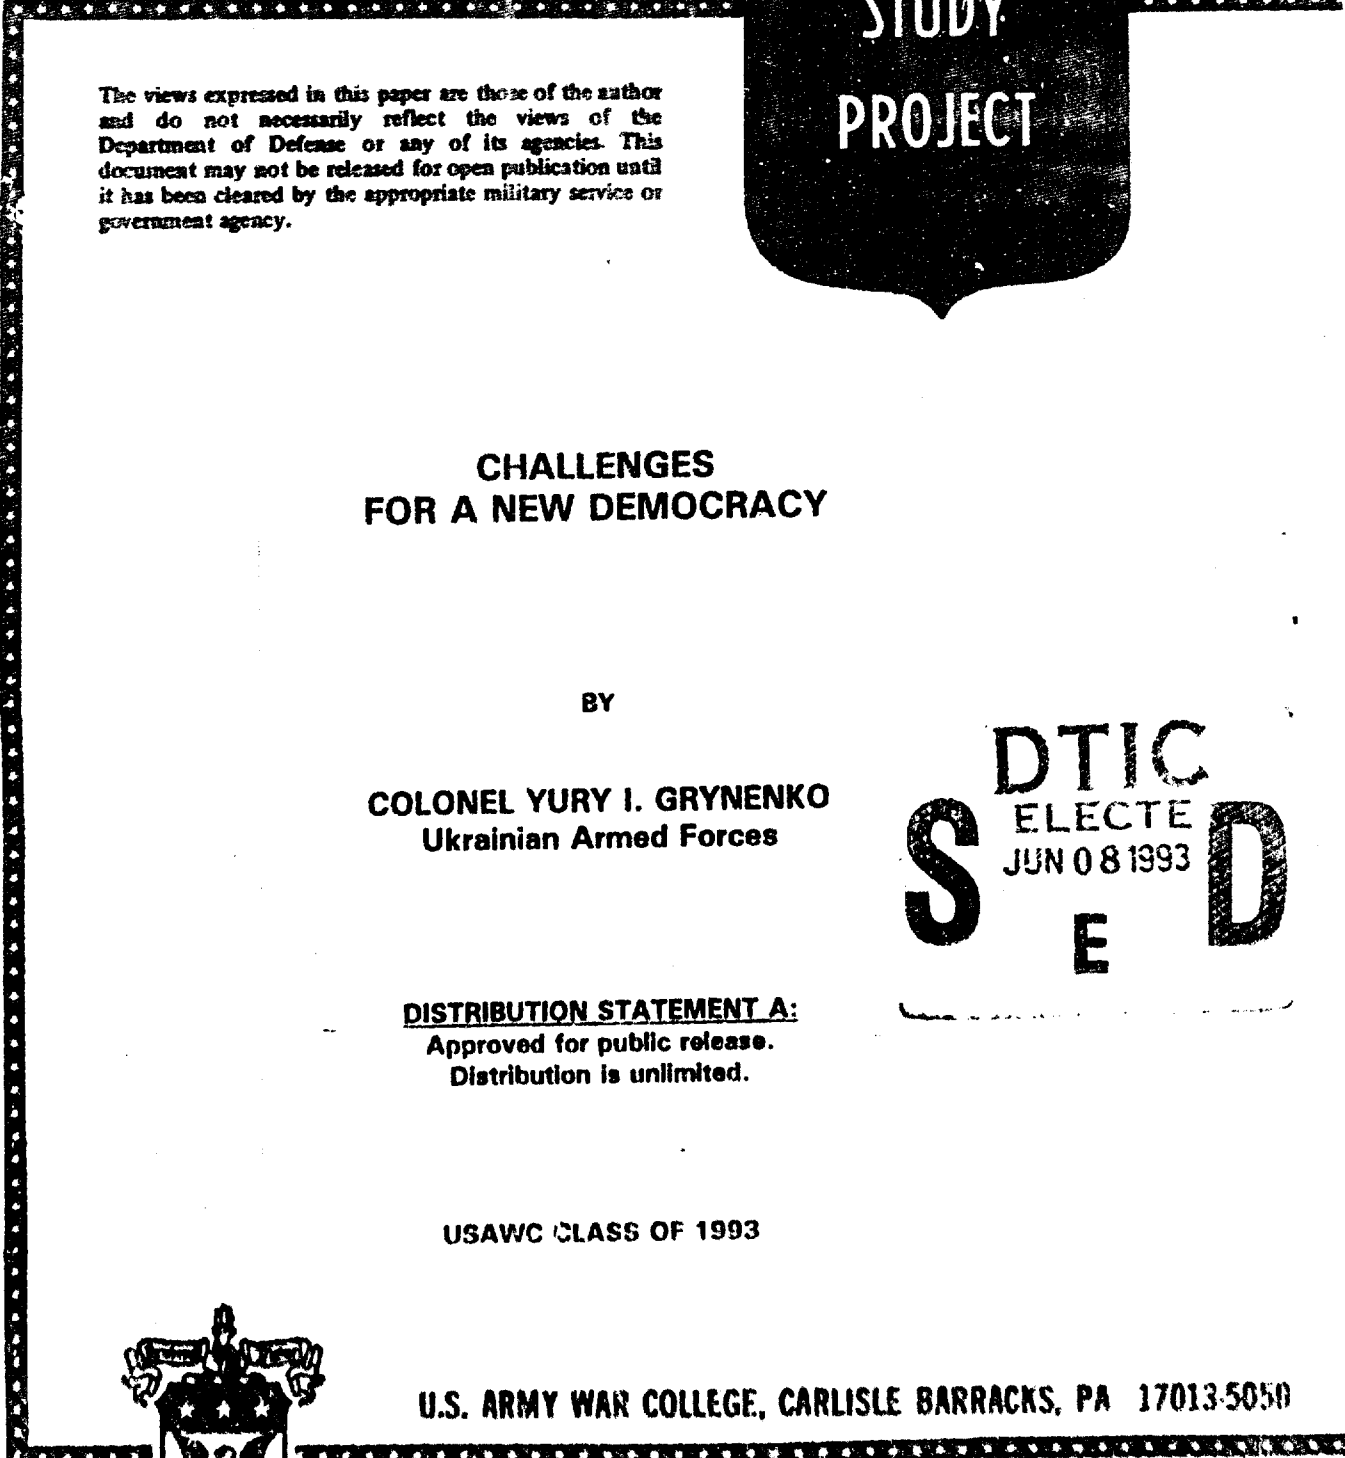 STUDY
PROJECT
The views expressed in this paper are those of the author
and do not necessarily reflect the views of the
Department of Defense or any of its agencies. This
document may not be released for open publication until
it has been cleared by the appropriate military service or
government agency.
CHALLENGES
FOR A NEW DEMOCRACY
BY
COLONEL YURY I. GRYNENKO
Ukrainian Armed Forces
DTIC
ELECTE
JUN 08 1993
S D
E
DISTRIBUTION STATEMENT A:
Approved for public release.
Distribution is unlimited.
USAWC CLASS OF 1993
U.S. ARMY WAR COLLEGE, CARLISLE BARRACKS, PA 17013-5050